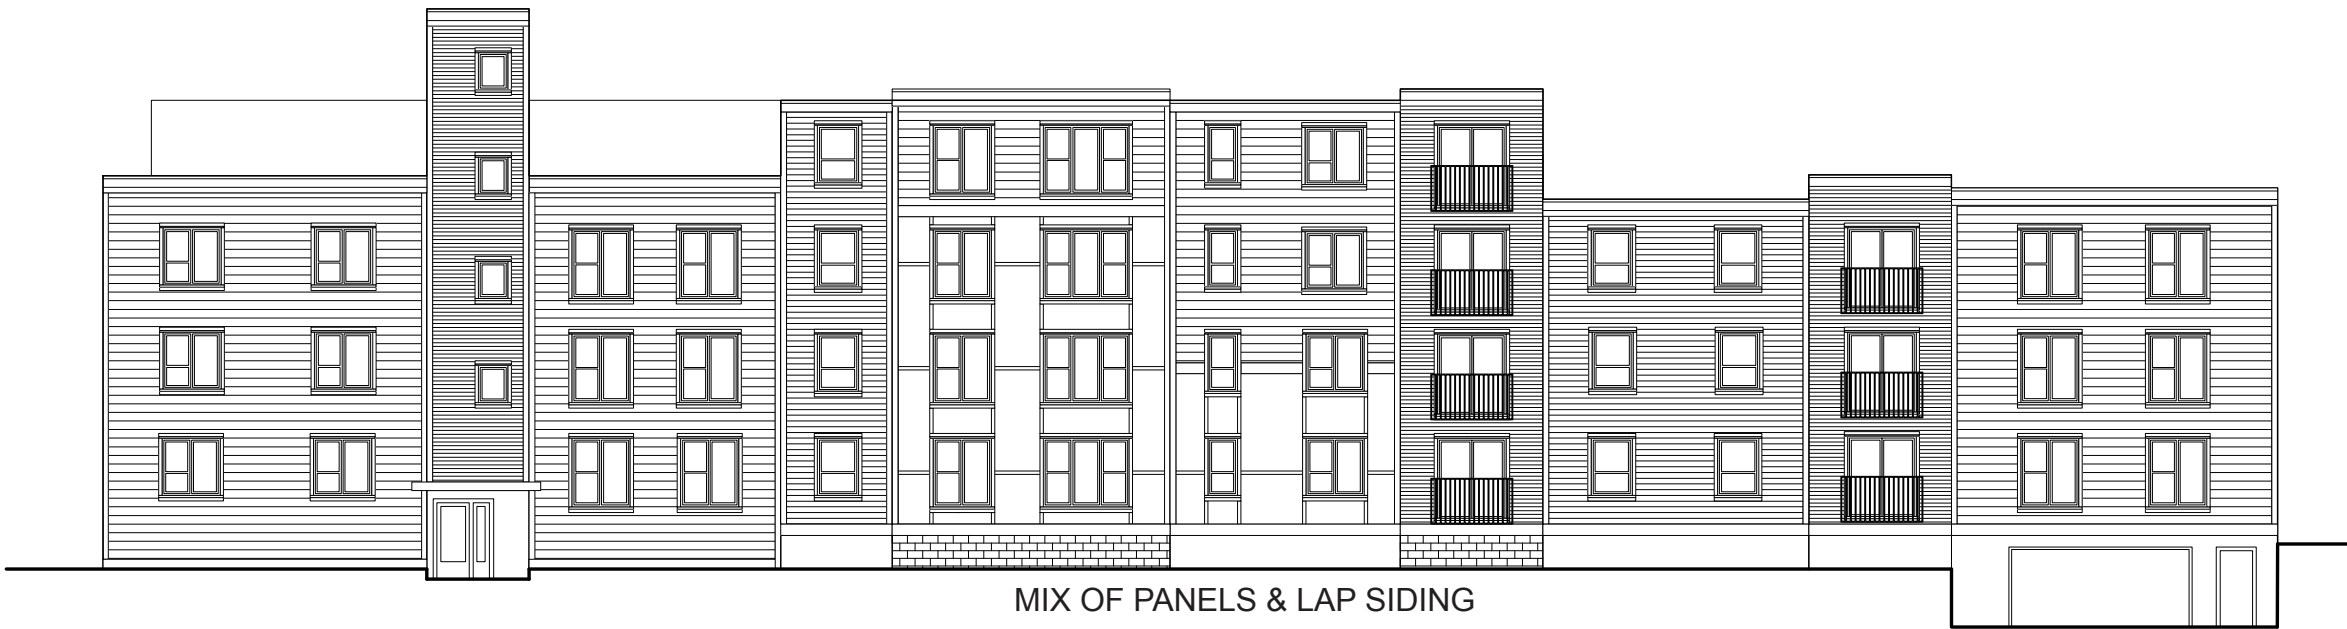 MIX OF PANELS & LAP SIDING